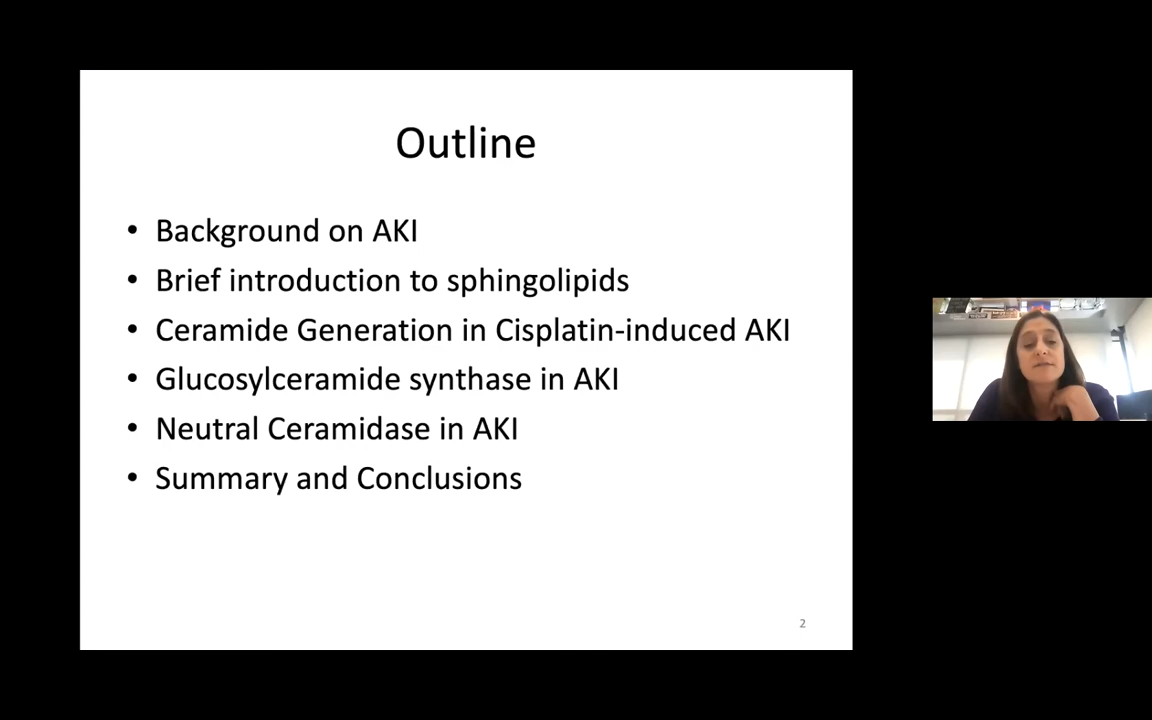 Outline
• Background on AKI
• Brief introduction to sphingolipids
• Ceramide Generation in Cisplatin-induced AKI
• Glucosylceramide synthase in AKI
• Neutral Ceramidase in AKI
• Summary and Conclusions
2